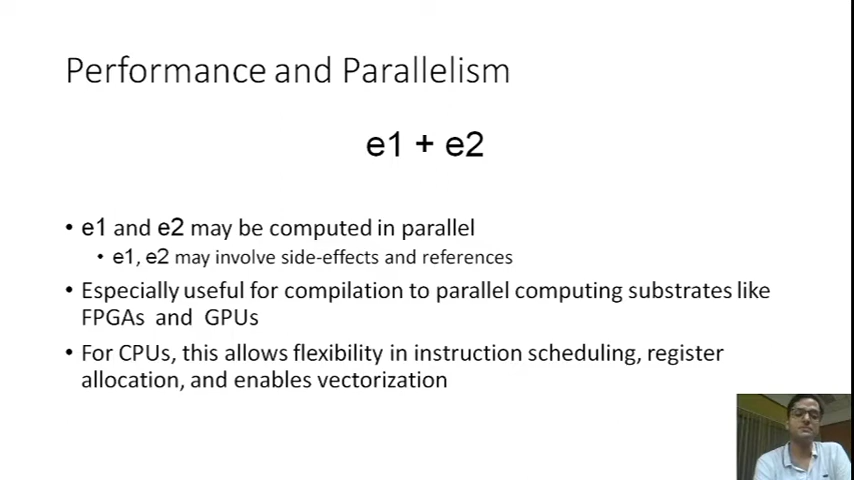 Performance and Parallelism
e1 + e2
• e1 and e2 may be computed in parallel
• e1, e2 may involve side-effects and references
• Especially useful for compilation to parallel computing substrates like
FPGAs and GPUs
• For CPUs, this allows flexibility in instruction scheduling, register
allocation, and enables vectorization